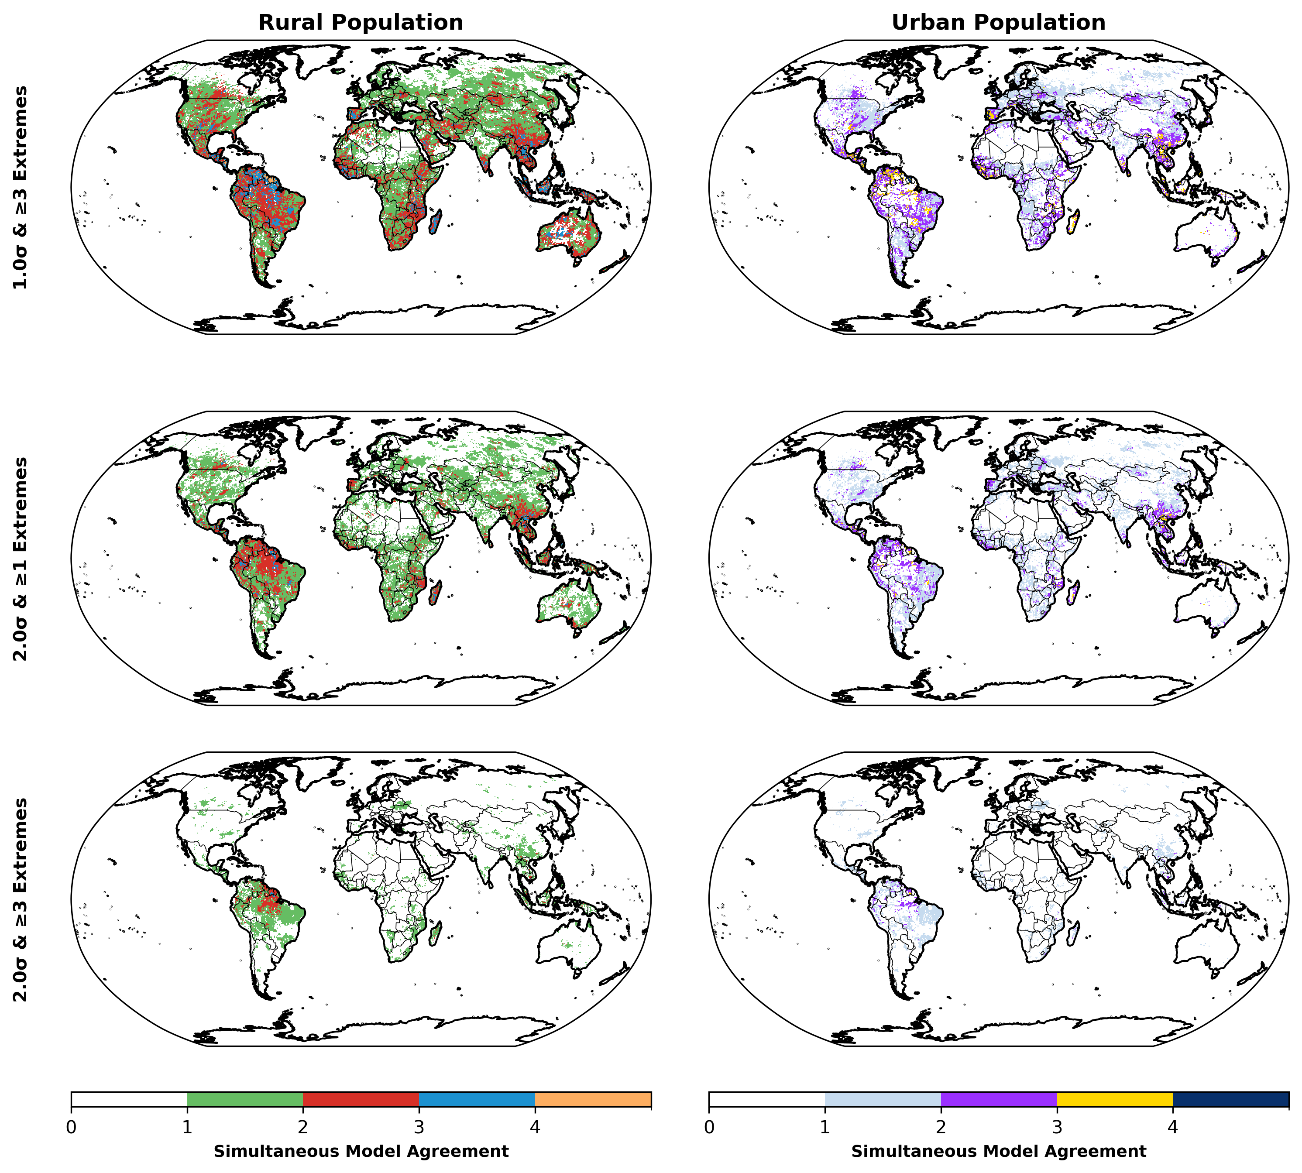 Rural Population
Urban Population
1.0σ & ≥3 Extremes
2.0σ & ≥1 Extremes
2.0σ & ≥3 Extremes
0 1 2 3 4
Simultaneous Model Agreement
0 1 2 3 4
Simultaneous Model Agreement